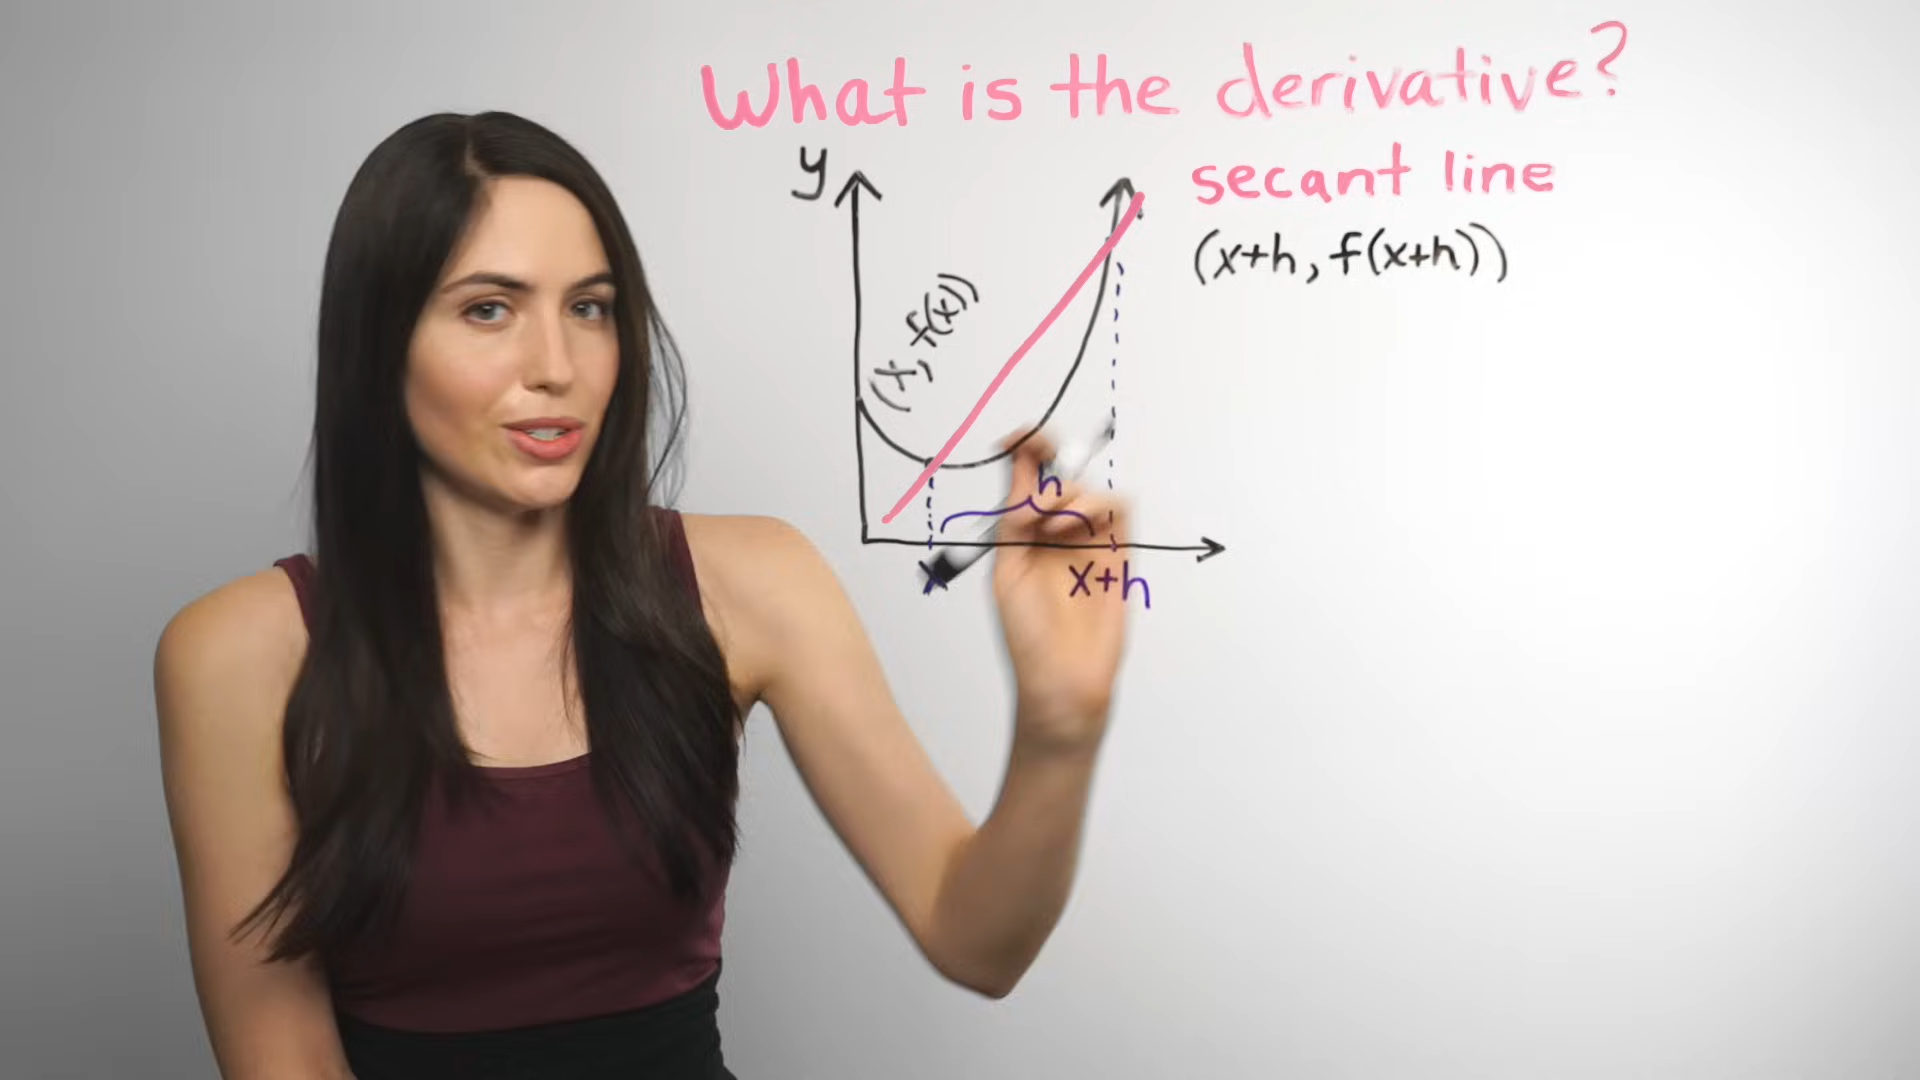 What is the derivative?
secant line
y
(x+h, f(x+h))
(x, f(x))
h
x
x+h